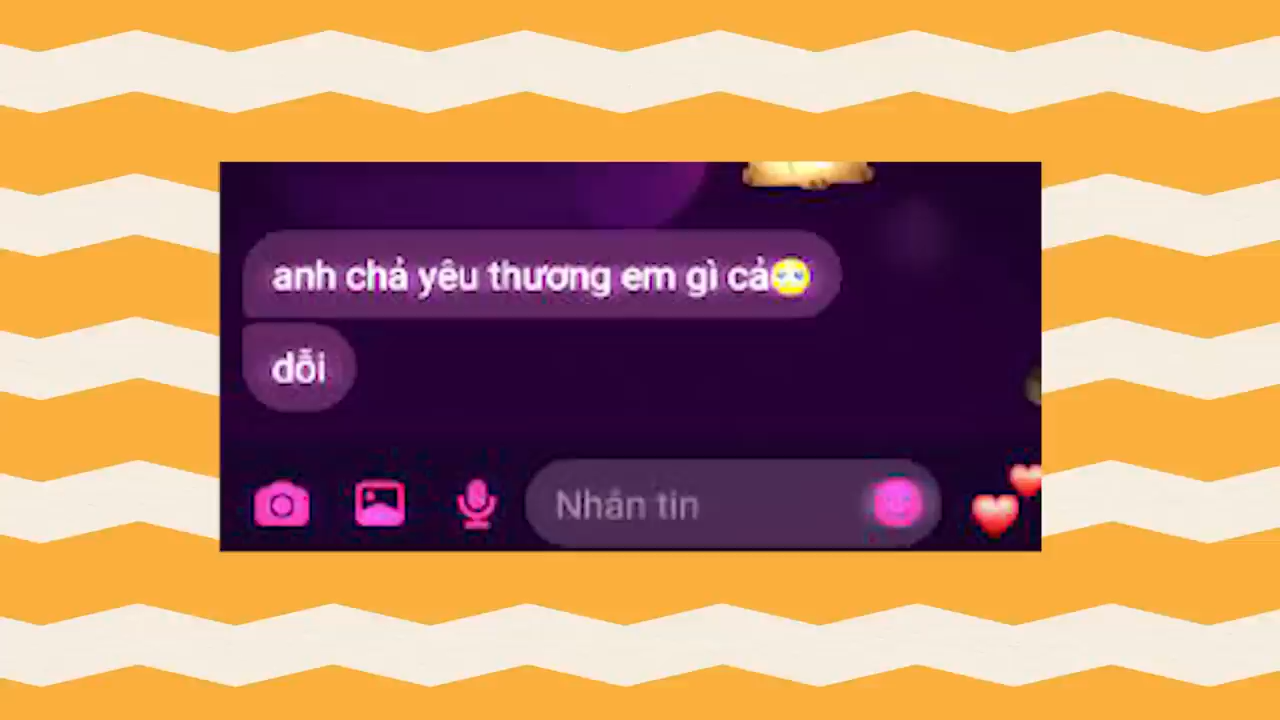 anh chả yêu thương em gì cả🥺
dỗi
Nhắn tin